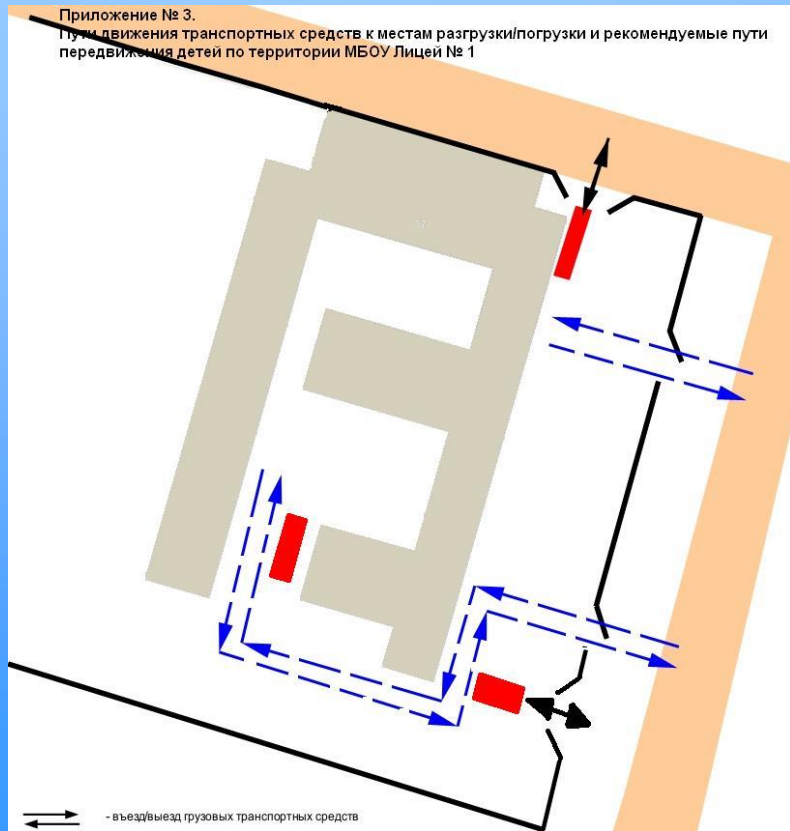 Приложение № 3.
Пути движения транспортных средств к местам разгрузки/погрузки и рекомендуемые пути
передвижения детей по территории МБОУ Лицей № 1
- въезд/выезд грузовых транспортных средств